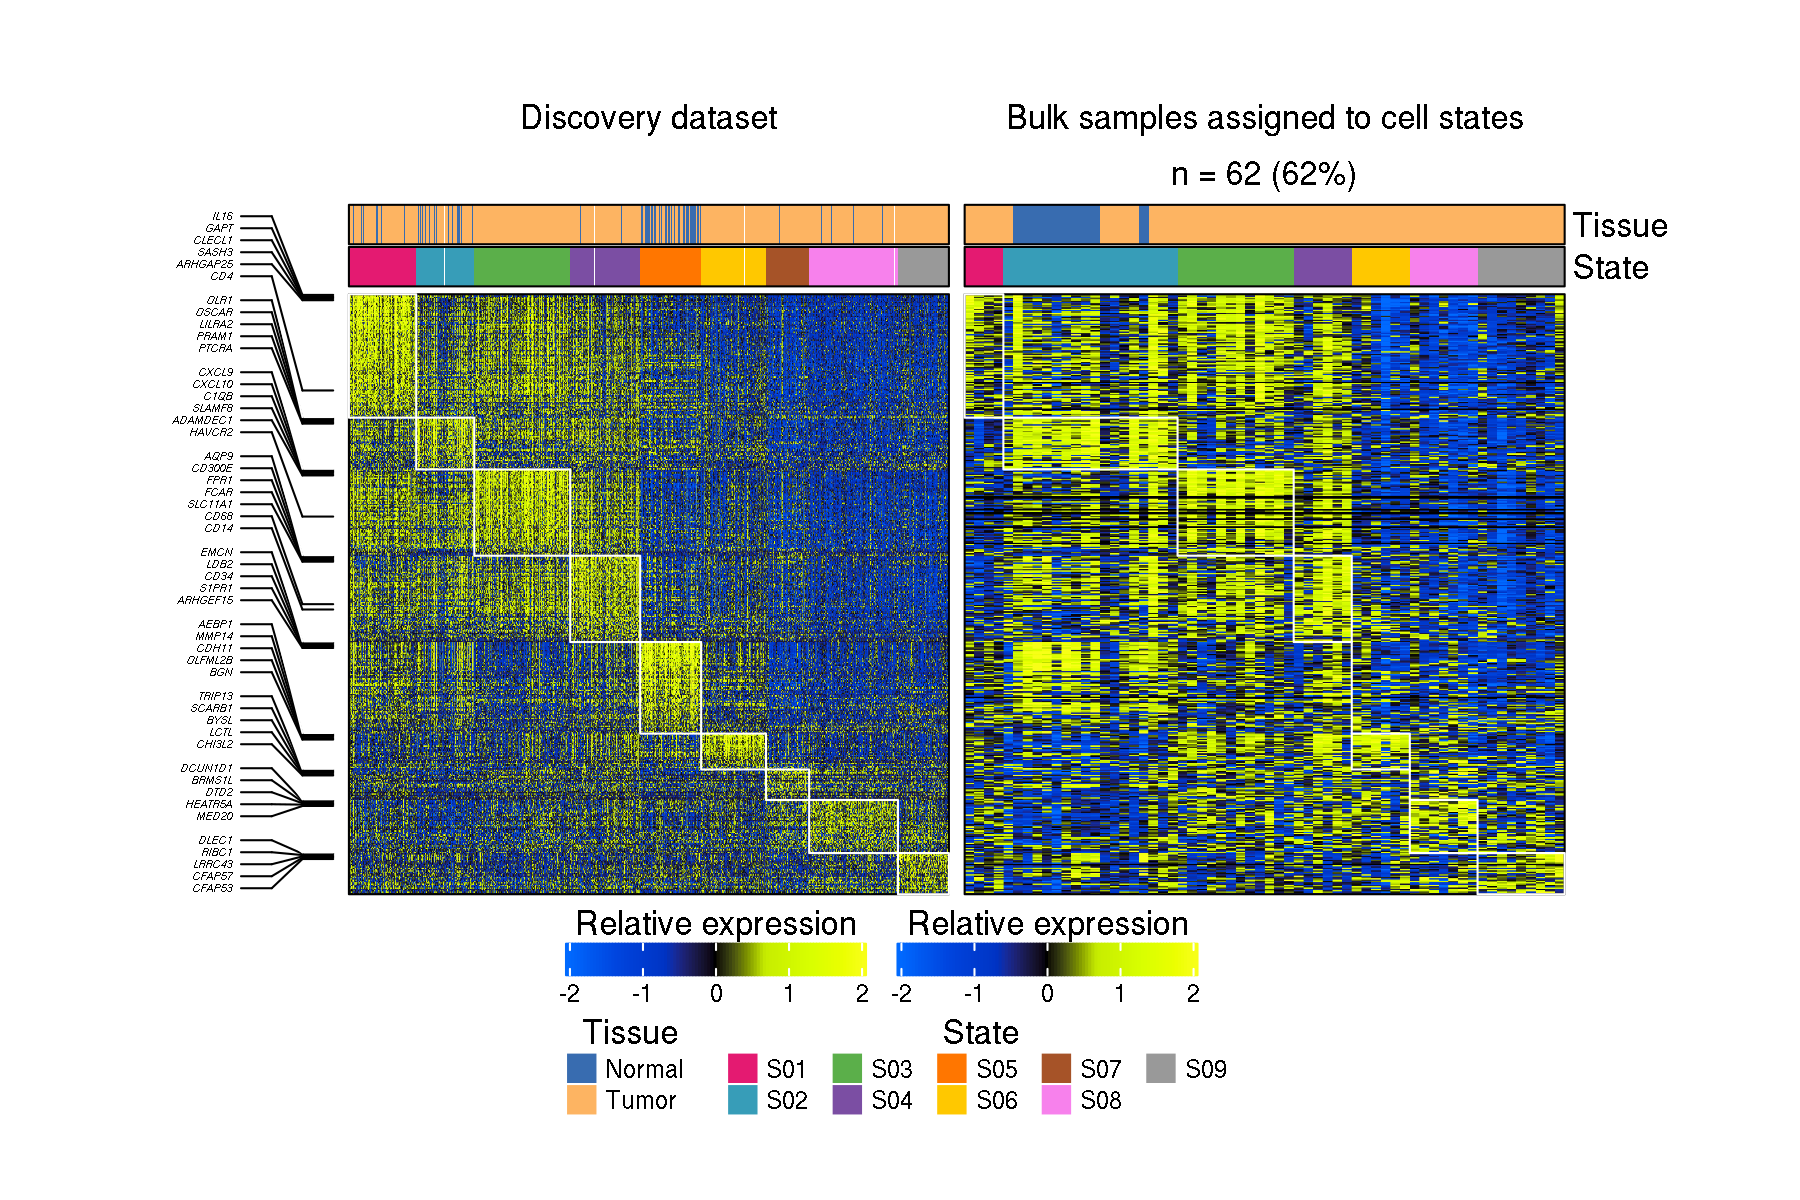 Discovery dataset
Bulk samples assigned to cell states
n = 62 (62%)
Tissue
State
IL16
GAPT
CLECL1
SASH3
ARHGAP25
CD4
OLR1
OSCAR
LILRA2
PRAM1
PTCRA
CXCL9
CXCL10
C1QB
SLAMF8
ADAMDEC1
HAVCR2
AQP9
CD300E
FPR1
FCAR
SLC11A1
CD68
CD14
EMCN
LDB2
CD34
S1PR1
ARHGEF15
AEBP1
MMP14
CDH11
OLFML2B
BGN
TRIP13
SCARB1
BYSL
LCTL
CHI3L2
DCUN1D1
BRMS1L
DTD2
HEATR5A
MED20
DLEC1
RIBC1
LRRC43
CFAP57
CFAP53
Relative expression Relative expression
-2 -1 0 1 2 -2 -1 0 1 2
Tissue State
Normal S01 S03 S05 S07 S09
Tumor S02 S04 S06 S08